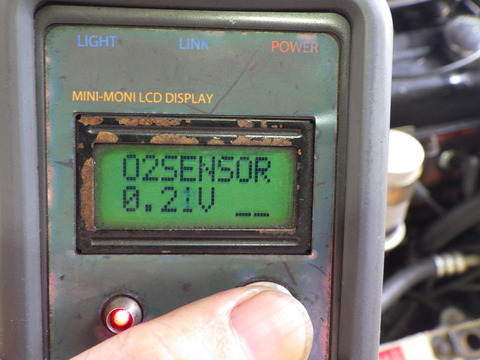 LIGHT LINK POWER
MINI-MONI LCD DISPLAY
O2SENSOR
0.21V __